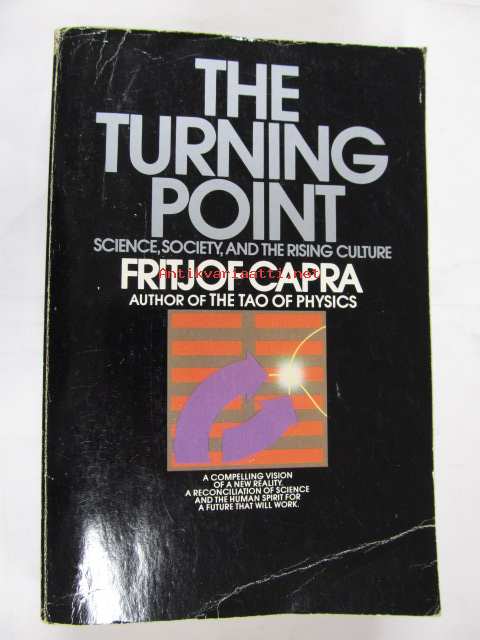 THE
TURNING
POINT
SCIENCE, SOCIETY, AND THE RISING CULTURE
FRITJOF CAPRA
Antikvariaatti.net
AUTHOR OF THE TAO OF PHYSICS
A COMPELLING VISION
OF A NEW REALITY.
A RECONCILIATION OF SCIENCE
AND THE HUMAN SPIRIT FOR
A FUTURE THAT WILL WORK.